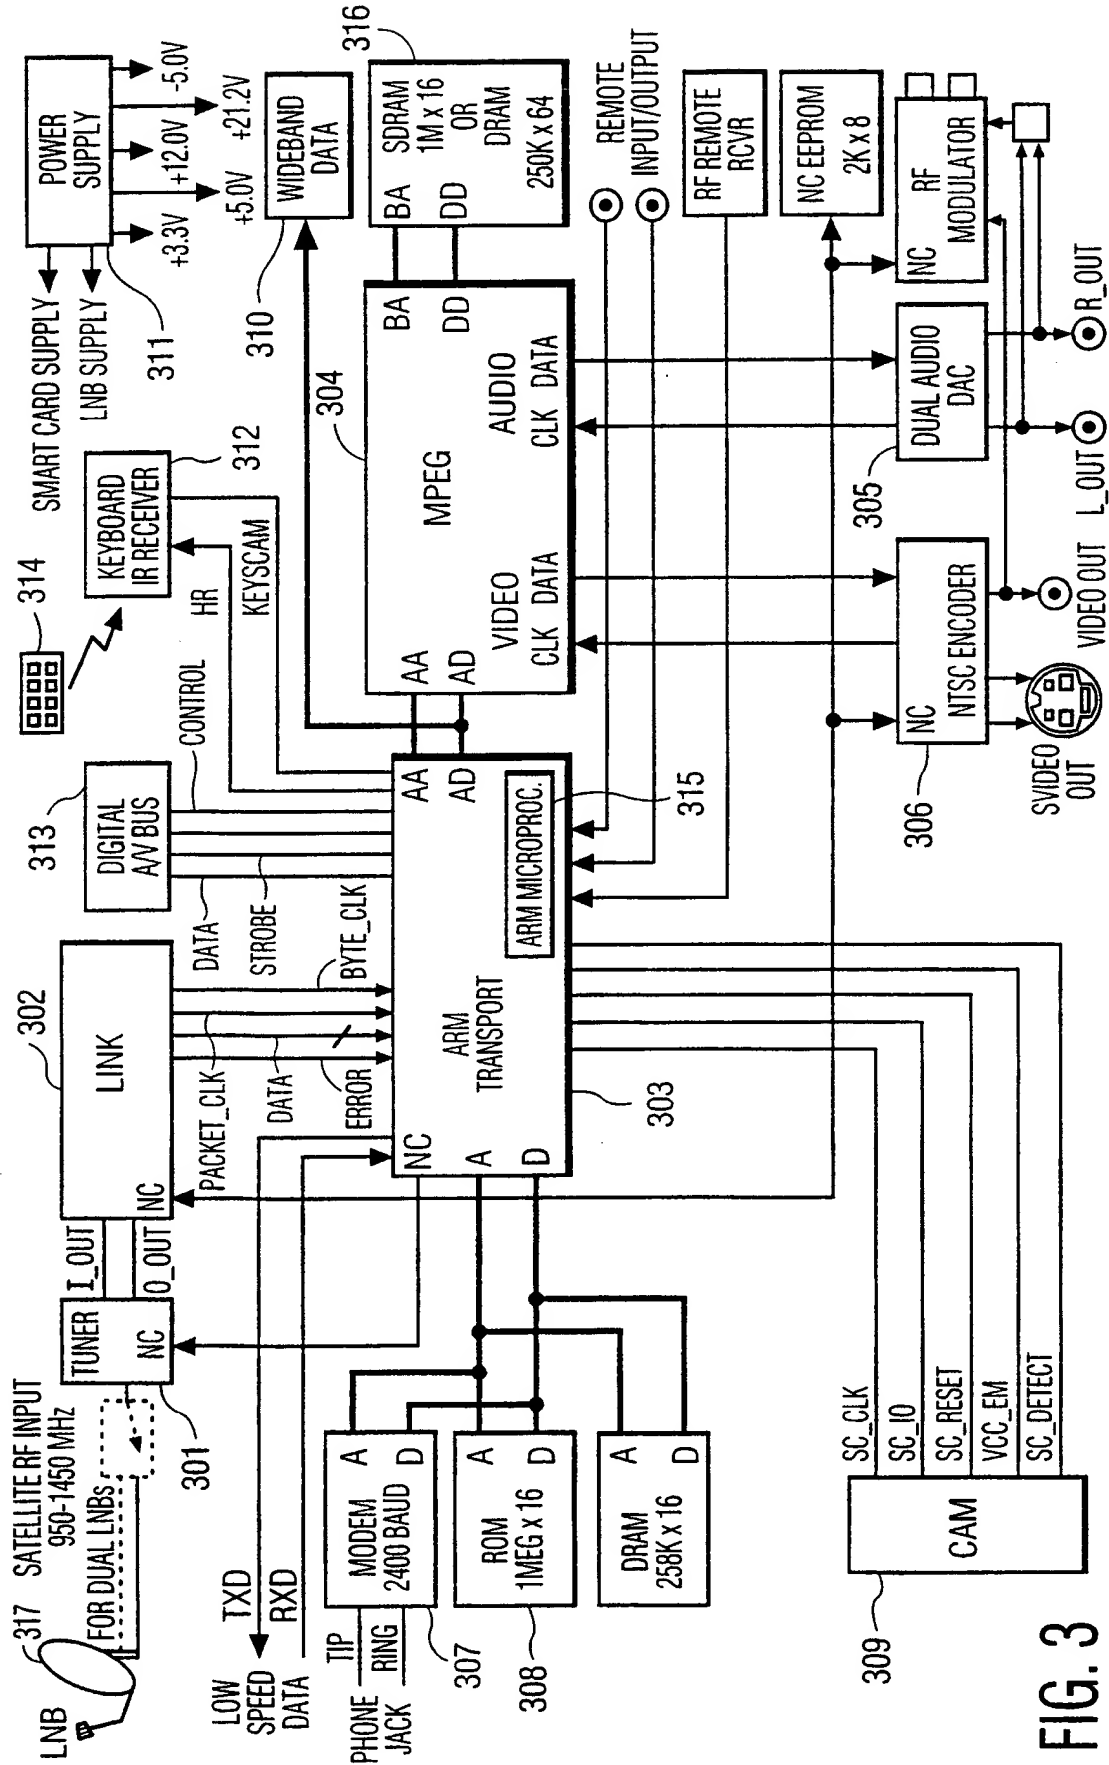 LNB
317
SATELLITE RF INPUT
950-1450 MHz
FOR DUAL LNBs
301
TUNER
NC
I_OUT
O_OUT
302
LINK
NC
PACKET_CLK
DATA
ERROR
BYTE_CLK
313
DIGITAL
A/V BUS
DATA
STROBE
CONTROL
314
KEYBOARD
IR RECEIVER
312
HR
KEYSCAM
SMART CARD SUPPLY
LNB SUPPLY
311
POWER
SUPPLY
+3.3V
+5.0V
+12.0V
+21.2V
-5.0V
LOW
SPEED
DATA
TXD
RXD
PHONE
JACK
TIP
RING
MODEM
2400 BAUD
A
D
307
ROM
1MEG x 16
A
D
308
DRAM
258K x 16
A
D
NC
A
D
ARM
TRANSPORT
303
ARM MICROPROC.
315
AA
AD
AA
AD
304
MPEG
VIDEO
CLK DATA
AUDIO
CLK DATA
BA
DD
310
WIDEBAND
DATA
BA
DD
SDRAM
1M x 16
OR
DRAM
250K x 64
316
REMOTE
INPUT/OUTPUT
RF REMOTE
RCVR
NC EEPROM
2K x 8
NC
RF
MODULATOR
305
DUAL AUDIO
DAC
L_OUT
R_OUT
306
NC
NTSC ENCODER
SVIDEO
OUT
VIDEO OUT
309
CAM
SC_CLK
SC_IO
SC_RESET
VCC_EM
SC_DETECT
FIG. 3